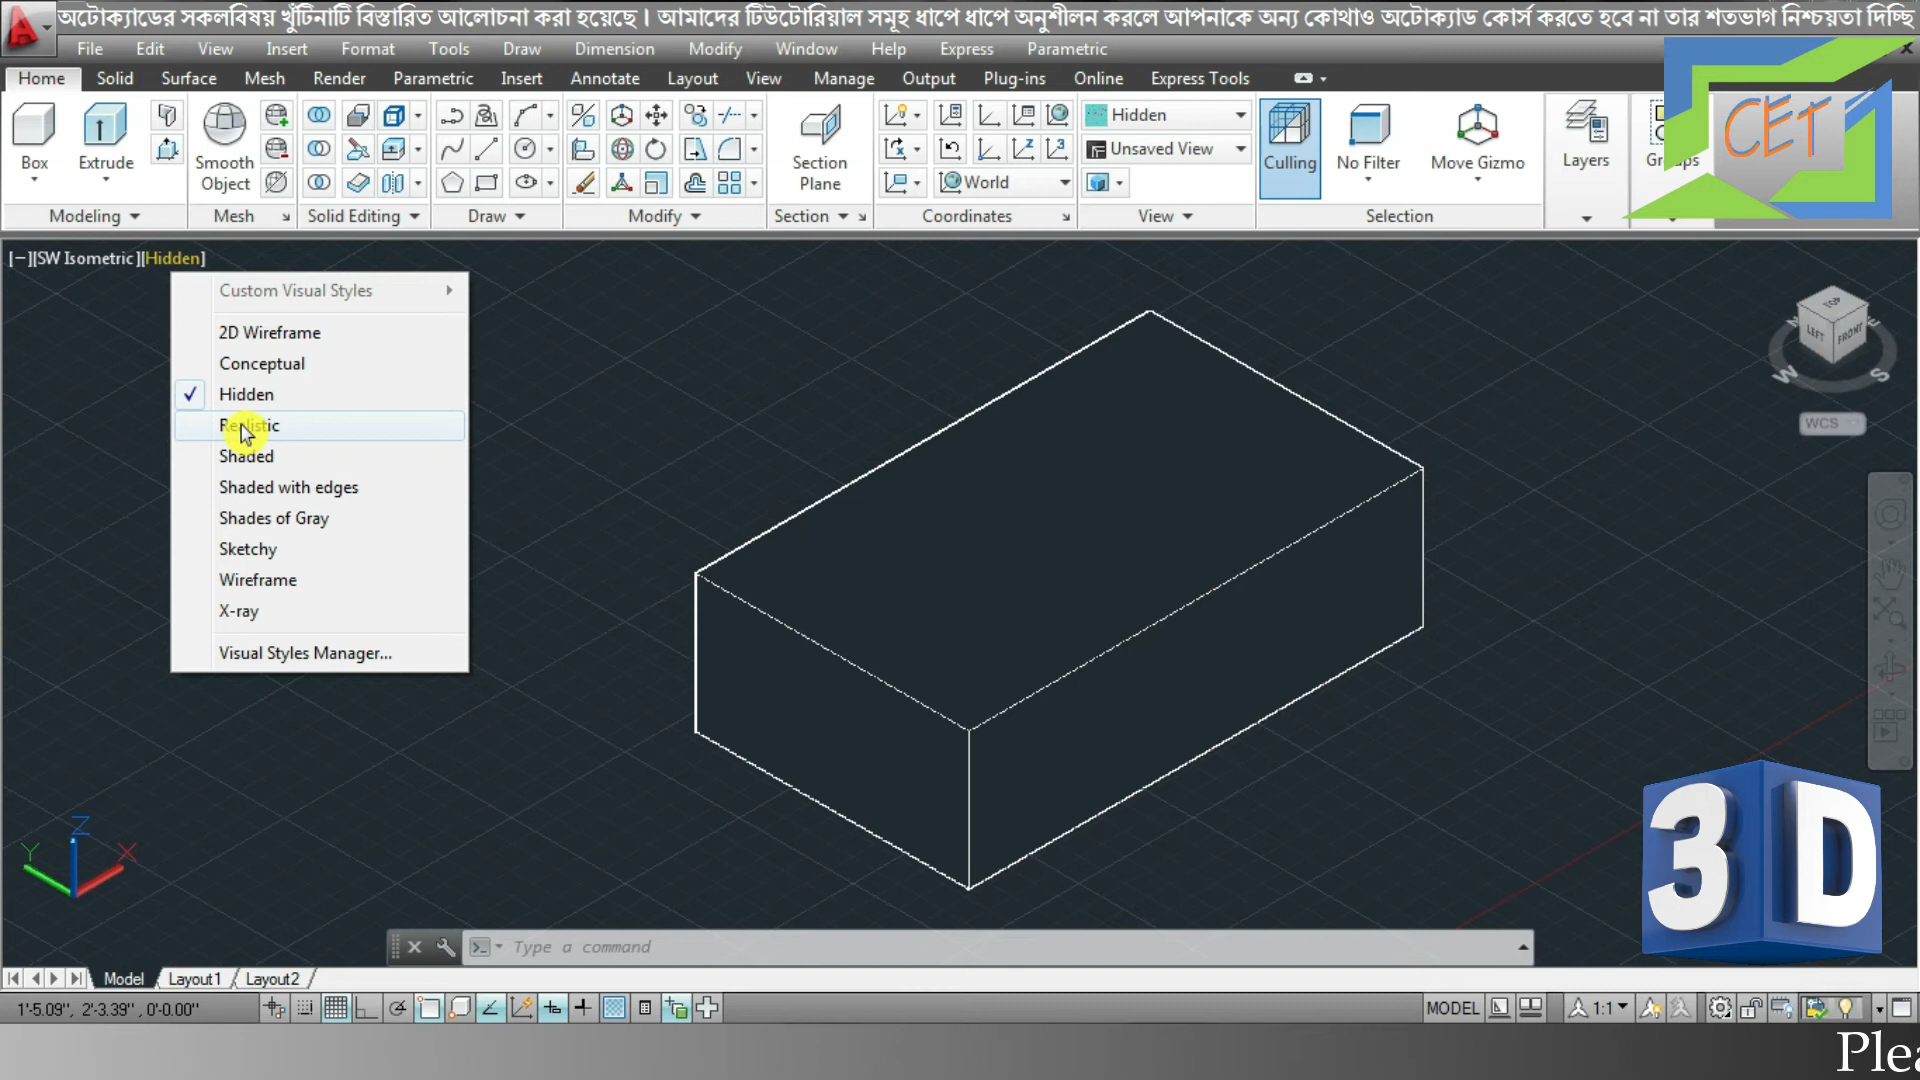 অটোক্যাডের সকলবিষয় খুঁটিনাটি বিস্তারিত আলোচনা করা হয়েছে। আমাদের টিউটোরিয়াল সমূহ ধাপে ধাপে অনুশীলন করলে আপনাকে অন্য কোথাও অটোক্যাড কোর্স করতে হবে না তার শতভাগ নিশ্চয়তা দিচ্ছি
File Edit View Insert Format Tools Draw Dimension Modify Window Help Express Parametric
Home Solid Surface Mesh Render Parametric Insert Annotate Layout View Manage Output Plug-ins Online Express Tools
Box Extrude Smooth Object Section Plane Hidden Unsaved View World Culling No Filter Move Gizmo Layers Groups
CET
Modeling Mesh Solid Editing Draw Modify Section Coordinates View Selection
[−][SW Isometric][Hidden]
Custom Visual Styles
2D Wireframe
Conceptual
Hidden
Realistic
Shaded
Shaded with edges
Shades of Gray
Sketchy
Wireframe
X-ray
Visual Styles Manager...
TOP
LEFT FRONT
W S
WCS
Z
Y X
3D
Type a command
Model Layout1 Layout2
1'-5.09", 2'-3.39", 0'-0.00" MODEL 1:1
Plea